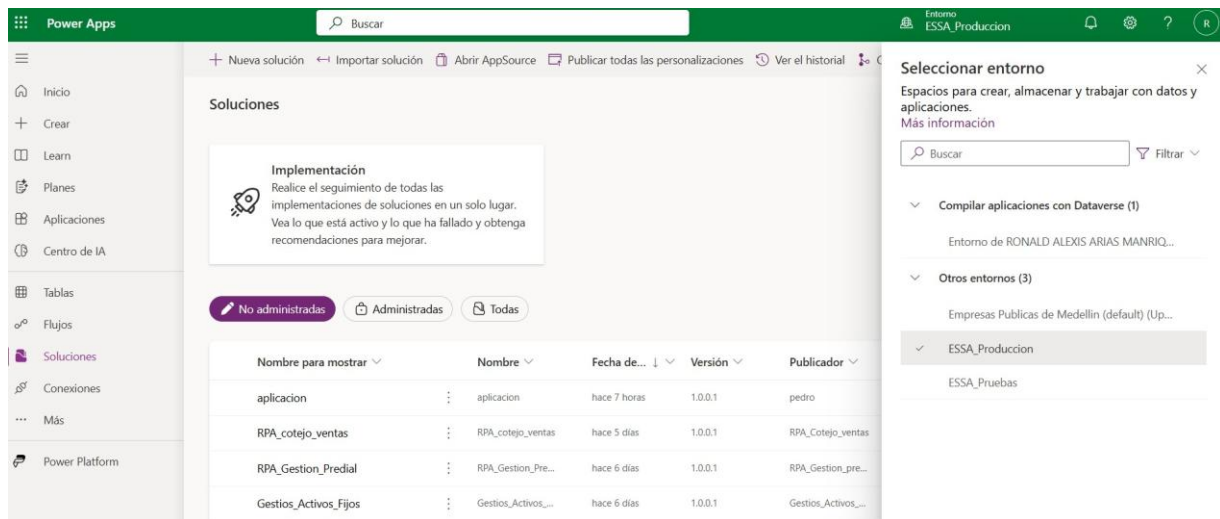 Power Apps
Buscar
Entorno
ESSA_Produccion
?
R
Inicio
Crear
Learn
Planes
Aplicaciones
Centro de IA
Tablas
Flujos
Soluciones
Conexiones
Más
Power Platform
Nueva solución Importar solución Abrir AppSource Publicar todas las personalizaciones Ver el historial
Soluciones
Implementación
Realice el seguimiento de todas las
implementaciones de soluciones en un solo lugar.
Vea lo que está activo y lo que ha fallado y obtenga
recomendaciones para mejorar.
No administradas Administradas Todas
Nombre para mostrar Nombre Fecha de... Versión Publicador
aplicacion aplicacion hace 7 horas 1.0.0.1 pedro
RPA_cotejo_ventas RPA_cotejo_ventas hace 5 días 1.0.0.1 RPA_Cotejo_ventas
RPA_Gestion_Predial RPA_Gestion_Pre... hace 6 días 1.0.0.1 RPA_Gestion_pre...
Gestios_Activos_Fijos Gestios_Activos_... hace 6 días 1.0.0.1 Gestios_Activos_...
Seleccionar entorno
Espacios para crear, almacenar y trabajar con datos y
aplicaciones.
Más información
Buscar Filtrar
Compilar aplicaciones con Dataverse (1)
Entorno de RONALD ALEXIS ARIAS MANRIQ...
Otros entornos (3)
Empresas Publicas de Medellin (default) (Up...
ESSA_Produccion
ESSA_Pruebas